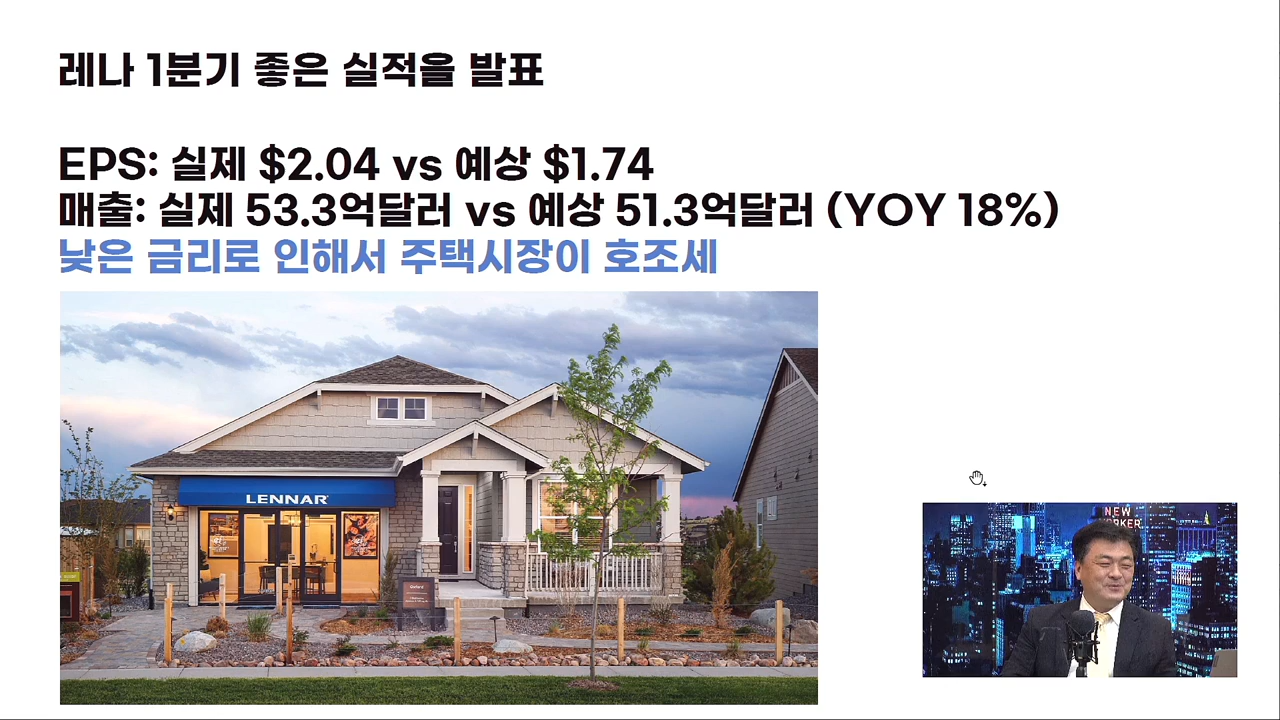 레나 1분기 좋은 실적을 발표
EPS: 실제 $2.04 vs 예상 $1.74
매출: 실제 53.3억달러 vs 예상 51.3억달러 (YOY 18%)
낮은 금리로 인해서 주택시장이 호조세
LENNAR
NEW